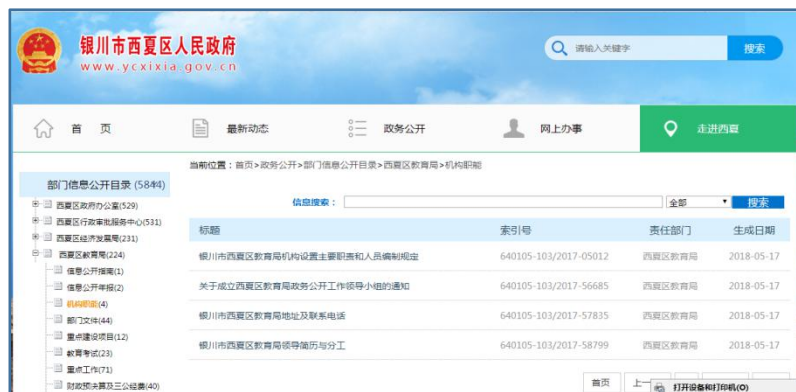 银川市西夏区人民政府
www.ycxixia.gov.cn
请输入关键字
搜索
首 页
最新动态
政务公开
网上办事
走进西夏
当前位置：首页>政务公开>部门信息公开目录>西夏区教育局>机构职能
部门信息公开目录 (5844)
西夏区政府办公室(529)
西夏区行政审批服务中心(531)
西夏区经济发展局(231)
西夏区教育局(224)
信息公开指南(1)
信息公开年报(2)
机构职能(4)
部门文件(44)
重点建设项目(12)
教育考试(23)
重点工作(71)
财政预决算及三公经费(40)
信息搜索：
全部
搜索
标题 索引号 责任部门 生成日期
银川市西夏区教育局机构设置主要职责和人员编制规定 640105-103/2017-05012 西夏区教育局 2018-05-17
关于成立西夏区教育局政务公开工作领导小组的通知 640105-103/2017-56685 西夏区教育局 2018-05-17
银川市西夏区教育局地址及联系电话 640105-103/2017-57835 西夏区教育局 2018-05-17
银川市西夏区教育局领导简历与分工 640105-103/2017-58799 西夏区教育局 2018-05-17
首页
上一
打开设备和打印机(O)